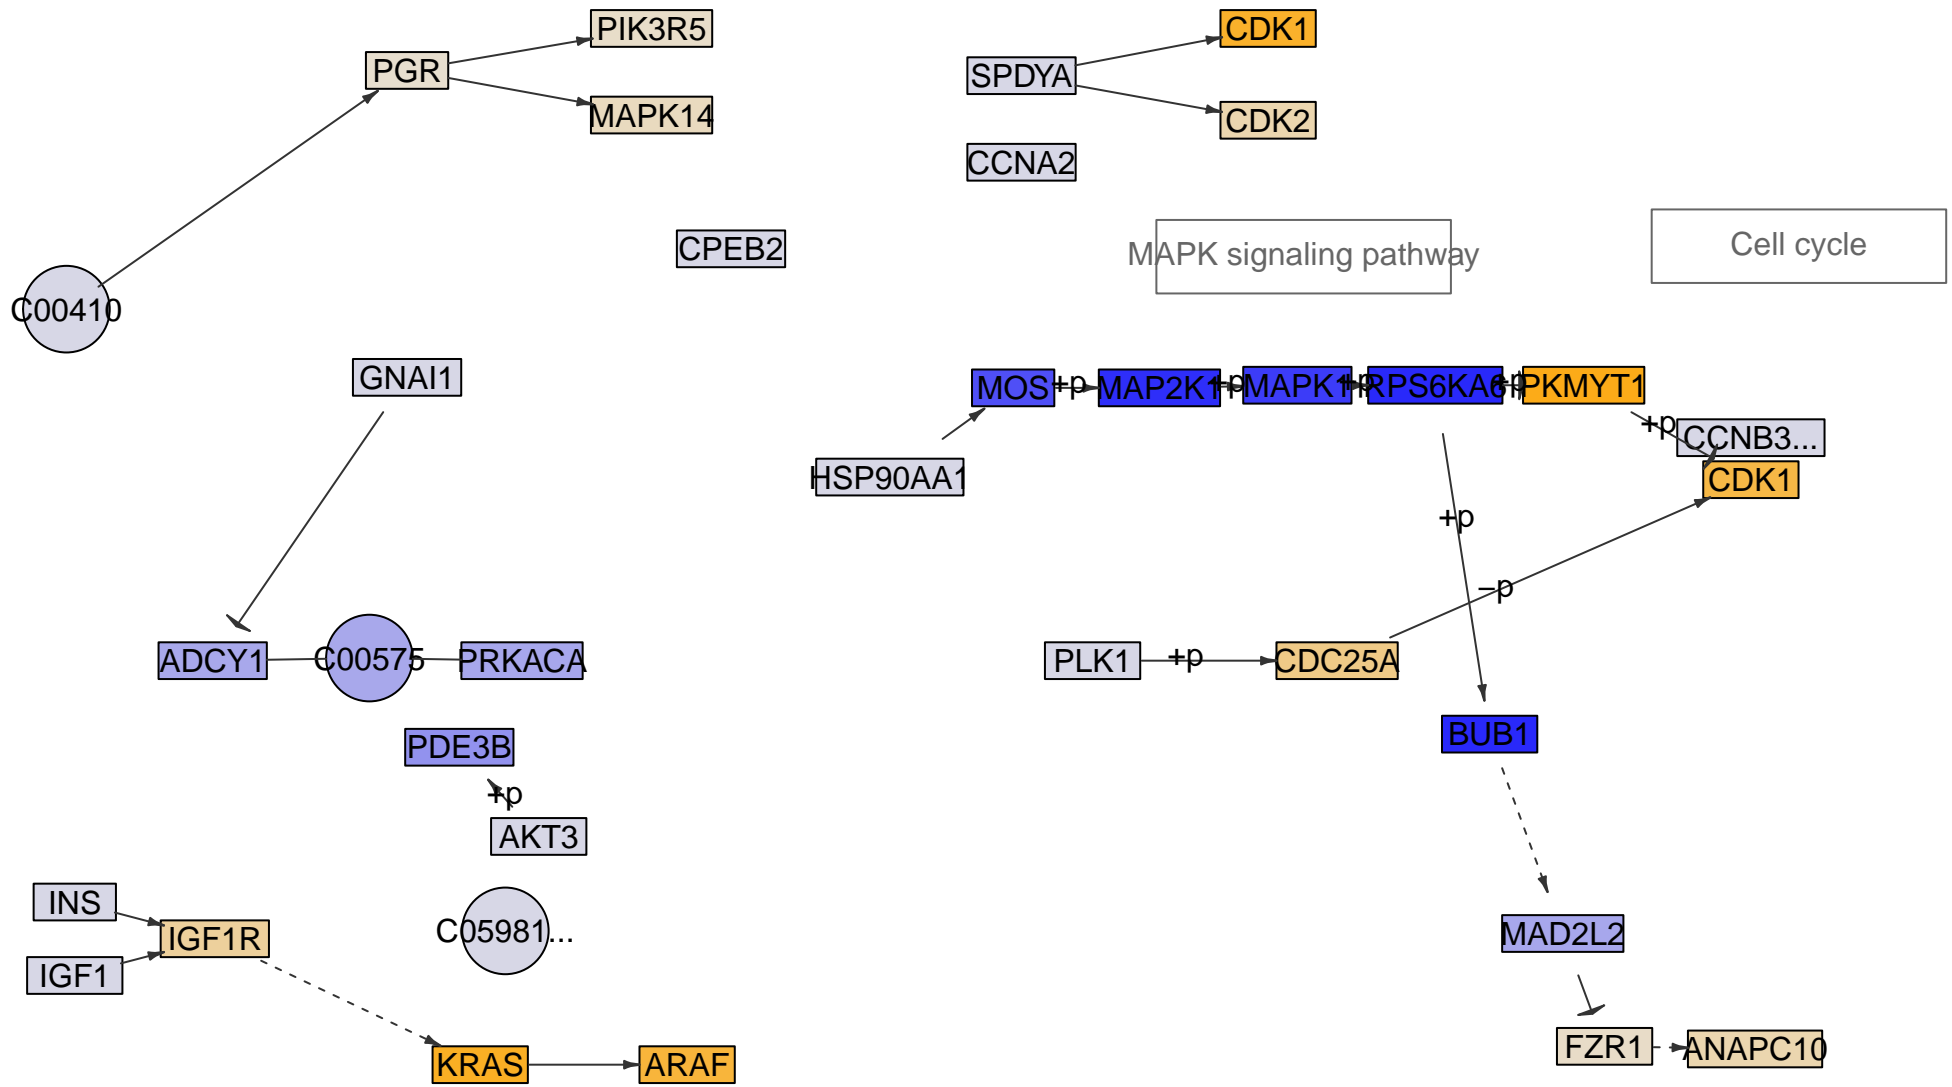 PIK3R5
CDK1
PGR
SPDYA
MAPK14
CDK2
CCNA2
CPEB2
MAPK signaling pathway
Cell cycle
C00410
GNAI1
MOS
+p
MAP2K1
+p
MAPK1
+p
RPS6KA6
+p
PKMYT1
+p
CCNB3...
HSP90AA1
CDK1
+p
−p
ADCY1
C00575
PRKACA
PLK1
+p
CDC25A
BUB1
PDE3B
+p
AKT3
INS
IGF1R
C05981...
MAD2L2
IGF1
FZR1
ANAPC10
KRAS
ARAF